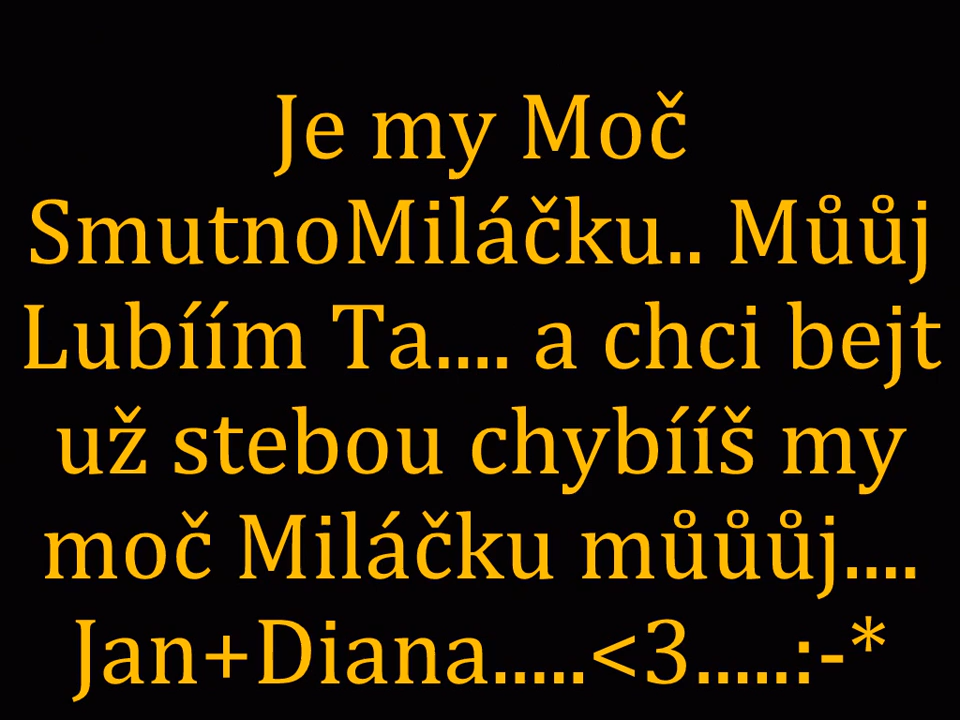 Je my Moč
SmutnoMiláčku.. Můůj
Lubíím Ta.... a chci bejt
už stebou chybííš my
moč Miláčku můůůj....
Jan+Diana.....<3.....:-*